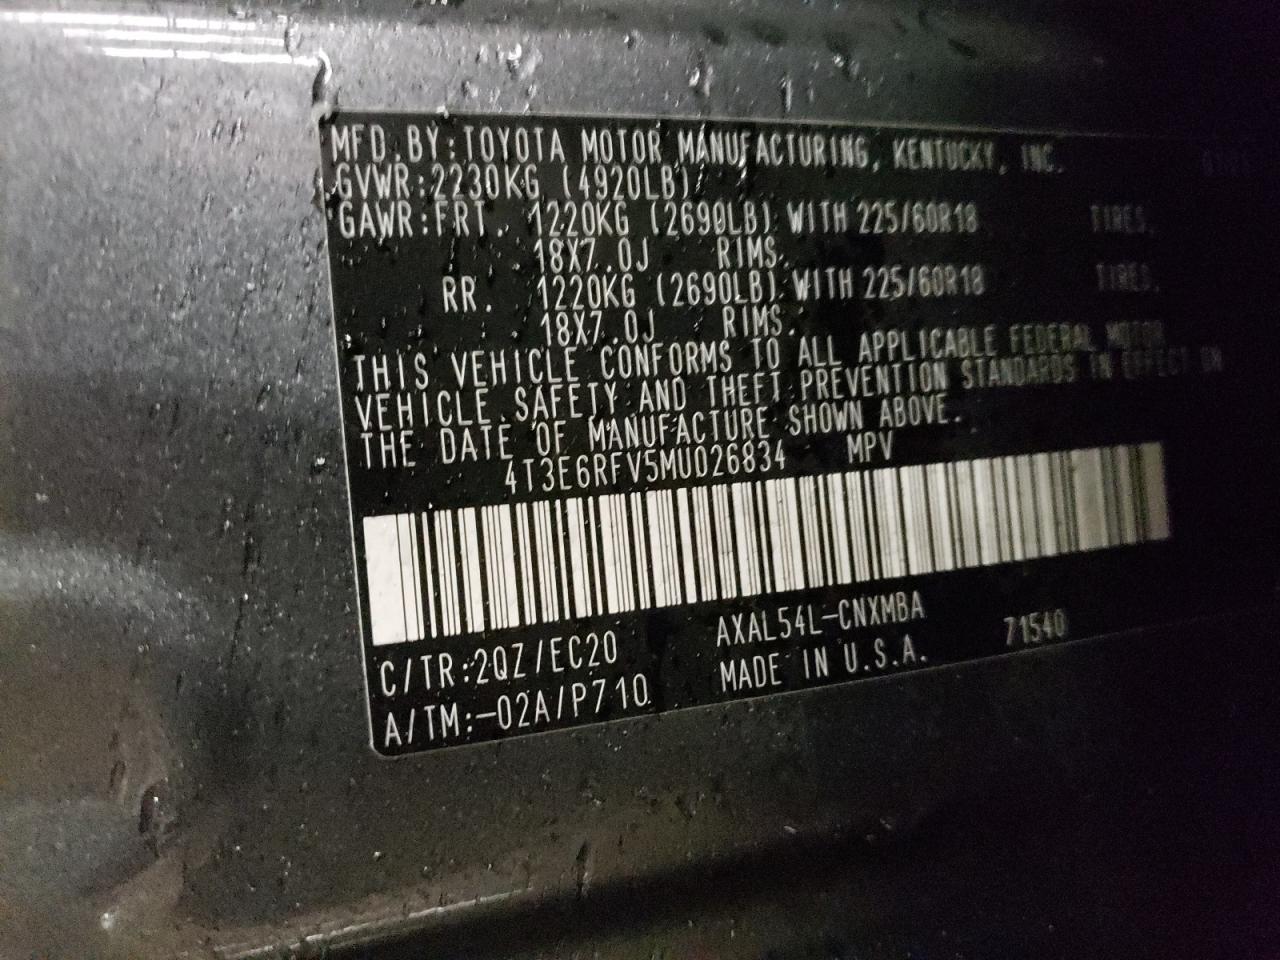 MFD.BY:TOYOTA MOTOR MANUFACTURING, KENTUCKY, INC.
GVWR:2230KG (4920LB)
GAWR:FRT. 1220KG (2690LB) WITH 225/60R18 TIRES,
18X7.0J RIMS.
RR. 1220KG (2690LB) WITH 225/60R18 TIRES,
18X7.0J RIMS.
THIS VEHICLE CONFORMS TO ALL APPLICABLE FEDERAL MOTOR
VEHICLE SAFETY AND THEFT PREVENTION STANDARDS IN EFFECT ON
THE DATE OF MANUFACTURE SHOWN ABOVE.
4T3E6RFV5MU026834 MPV
C/TR:2QZ/EC20 AXAL54L-CNXMBA 71540
A/TM:-02A/P710 MADE IN U.S.A.